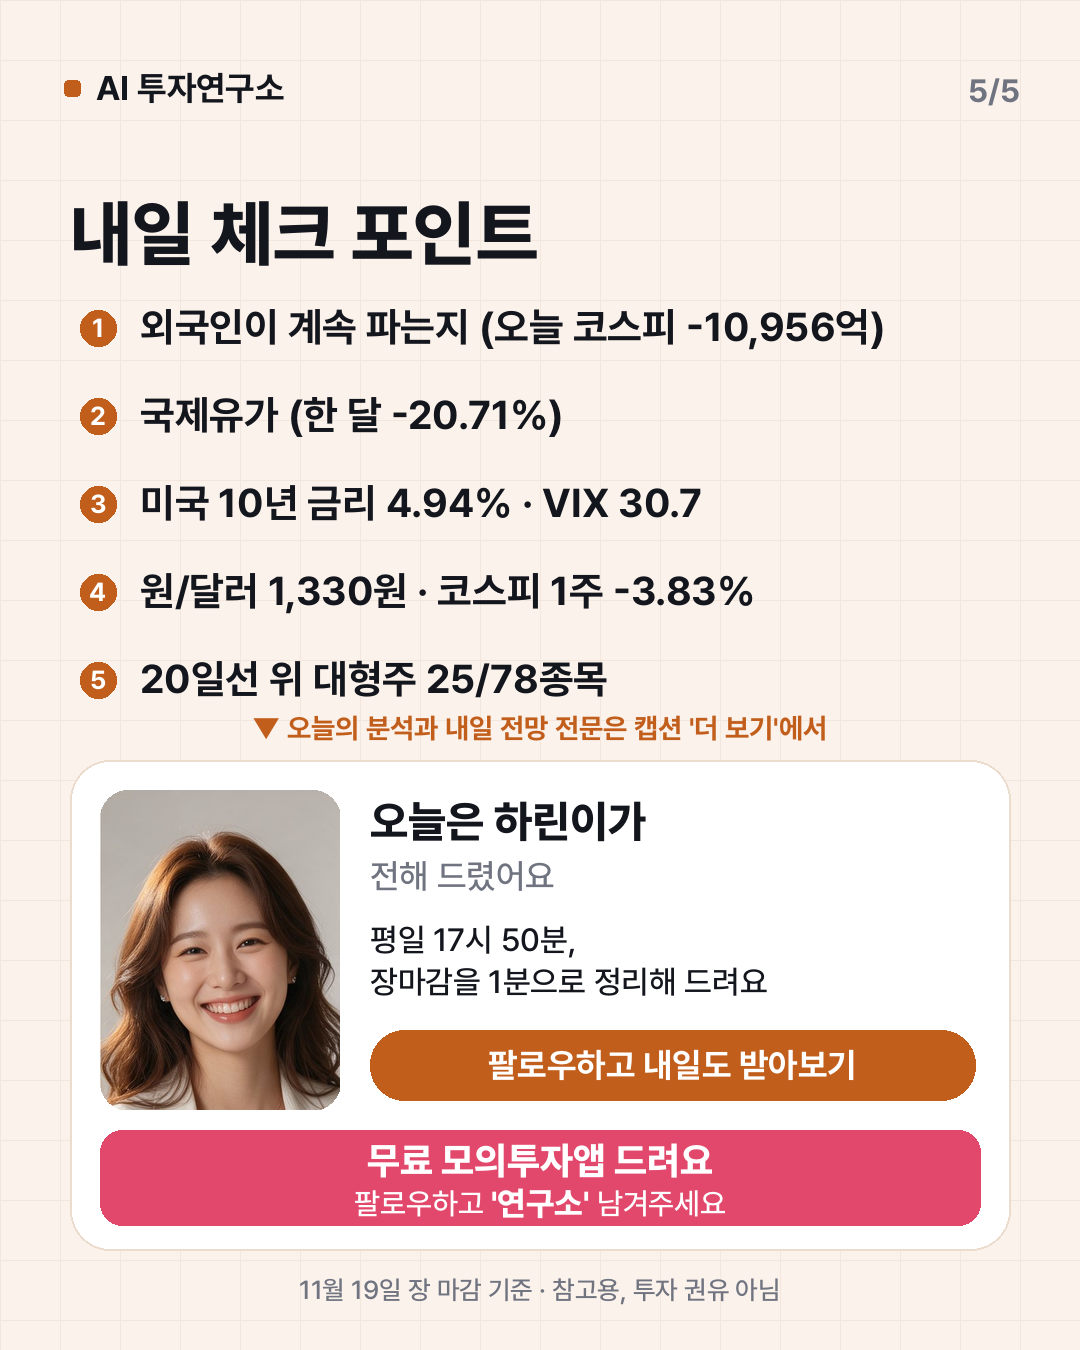 AI 투자연구소
5/5
내일 체크 포인트
1 외국인이 계속 파는지 (오늘 코스피 -10,956억)
2 국제유가 (한 달 -20.71%)
3 미국 10년 금리 4.94% · VIX 30.7
4 원/달러 1,330원 · 코스피 1주 -3.83%
5 20일선 위 대형주 25/78종목
▼ 오늘의 분석과 내일 전망 전문은 캡션 '더 보기'에서
오늘은 하린이가
전해 드렸어요
평일 17시 50분,
장마감을 1분으로 정리해 드려요
팔로우하고 내일도 받아보기
무료 모의투자앱 드려요
팔로우하고 '연구소' 남겨주세요
11월 19일 장 마감 기준 · 참고용, 투자 권유 아님